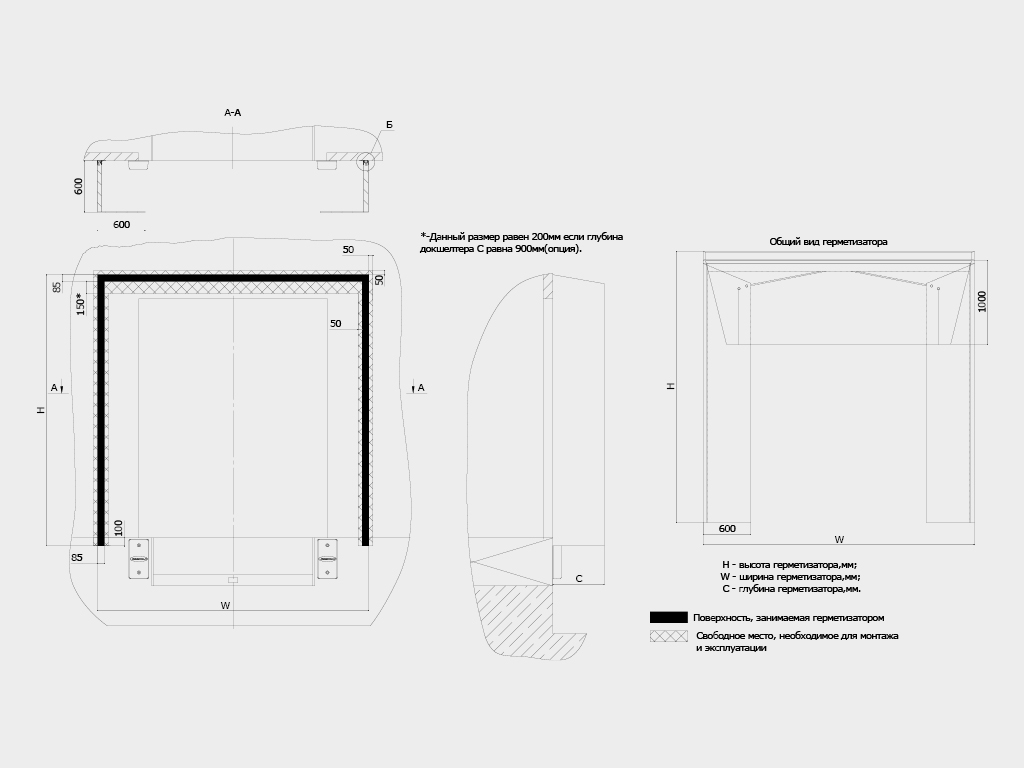 А-А
Б
600
600
*-Данный размер равен 200мм если глубина
докшелтера С равна 900мм(опция).
50
50
85
150*
50
А
А
Н
100
85
W
С
Общий вид герметизатора
1000
Н
600
W
Н - высота герметизатора,мм;
W - ширина герметизатора,мм;
С - глубина герметизатора,мм.
Поверхность, занимаемая герметизатором
Свободное место, необходимое для монтажа
и эксплуатации